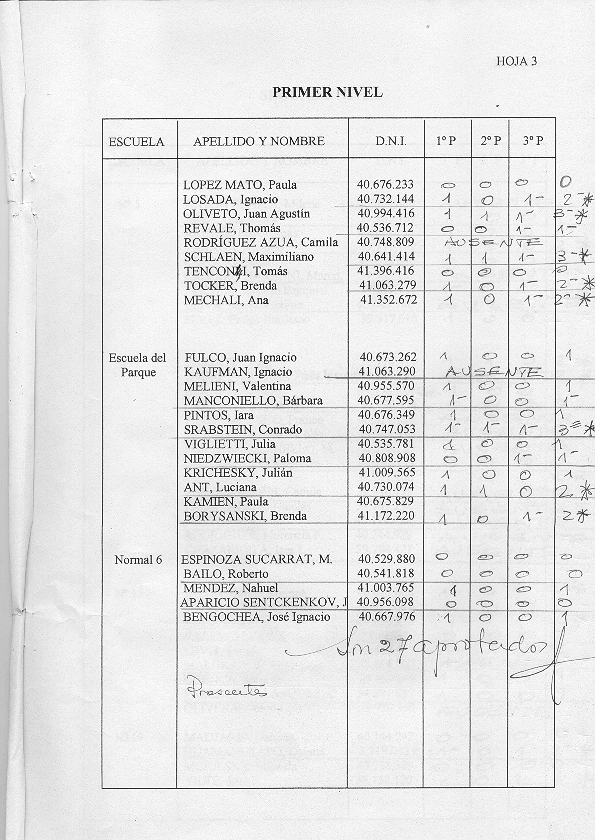 HOJA 3
PRIMER NIVEL
ESCUELA APELLIDO Y NOMBRE D.N.I. 1º P 2º P 3º P
LOPEZ MATO, Paula 40.676.233 0 0 0 0
LOSADA, Ignacio 40.732.144 1 0 1- 2-*
OLIVETO, Juan Agustín 40.994.416 1 1 1- 3-*
REVALE, Thomás 40.536.712 0 0 1- 1-
RODRÍGUEZ AZUA, Camila 40.748.809 AUSENTE
SCHLAEN, Maximiliano 40.641.414 1 1 1- 3-*
Tomás 41.396.416 0 0 0 0
TOCKER, Brenda 41.063.279 1 0 1- 2-*
MECHALI, Ana 41.352.672 1 0 1- 2-*
Escuela del FULCO, Juan Ignacio 40.673.262 1 0 0 1
Parque KAUFMAN, Ignacio 41.063.290 AUSENTE
MELIENI, Valentina 40.955.570 1 0 0 1
MANCONIELLO, Bárbara 40.677.595 1- 0 0 1-
PINTOS, Iara 40.676.349 1 0 0 1
SRABSTEIN, Conrado 40.747.053 1- 1- 1- 3=*
VIGLIETTI, Julia 40.535.781 1 0 0 1
NIEDZWIECKI, Paloma 40.808.908 0 0 1- 1-
KRICHESKY, Julián 41.009.565 1 0 0 1
ANT, Luciana 40.730.074 1 1 0 2*
KAMIEN, Paula 40.675.829
BORYSANSKI, Brenda 41.172.220 1 0 1- 2*
Normal 6 ESPINOZA SUCARRAT, M. 40.529.880 0 0 0 0
BAILO, Roberto 40.541.818 0 0 0 0
MENDEZ, Nahuel 41.003.765 1 0 0 1
APARICIO SENTCKENKOV, J 40.956.098 0 0 0 0
BENGOCHEA, José Ignacio 40.667.976 1 0 0 1
Son 27 aprobados
Presentes